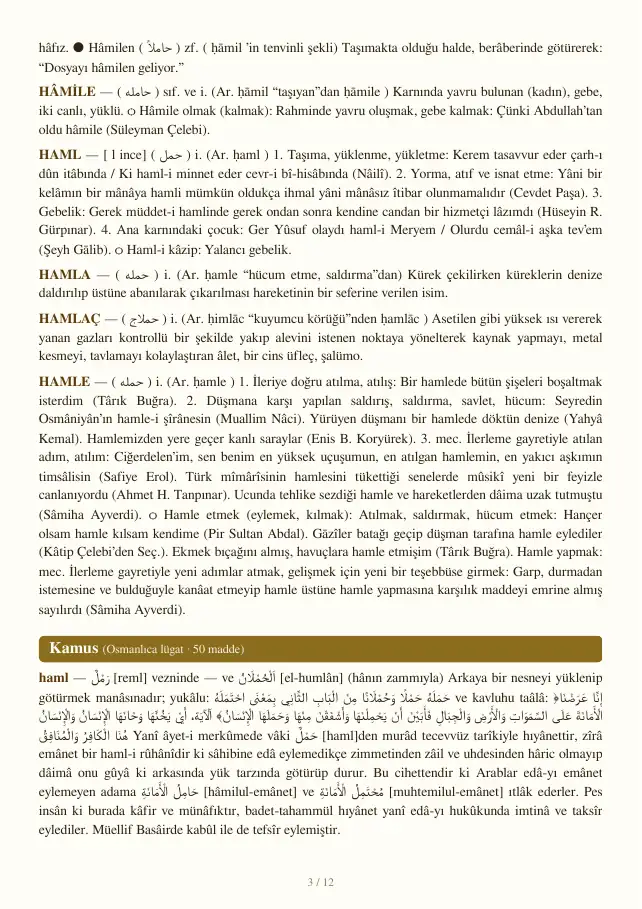 hâfız. ● Hâmilen ( حاملاً ) zf. ( ḥāmil ’in tenvinli şekli) Taşımakta olduğu halde, berâberinde götürerek:
“Dosyayı hâmilen geliyor.”
HÂMİLE — ( حامله ) sıf. ve i. (Ar. ḥāmil “taşıyan”dan ḥāmile ) Karnında yavru bulunan (kadın), gebe,
iki canlı, yüklü. ⚪ Hâmile olmak (kalmak): Rahminde yavru oluşmak, gebe kalmak: Çünki Abdullah’tan
oldu hâmile (Süleyman Çelebi).
HAML — [ l ince] ( حمل ) i. (Ar. ḥaml ) 1. Taşıma, yüklenme, yükletme: Kerem tasavvur eder çarh-ı
dûn itâbında / Ki haml-i minnet eder cevr-i bî-hisâbında (Nâilî). 2. Yorma, atıf ve isnat etme: Yâni bir
kelâmın bir mânâya hamli mümkün oldukça ihmal yâni mânâsız îtibar olunmamalıdır (Cevdet Paşa). 3.
Gebelik: Gerek müddet-i hamlinde gerek ondan sonra kendine candan bir hizmetçi lâzımdı (Hüseyin R.
Gürpınar). 4. Ana karnındaki çocuk: Ger Yûsuf olaydı haml-i Meryem / Olurdu cemâl-i aşka tev’em
(Şeyh Gālib). ⚪ Haml-i kâzip: Yalancı gebelik.
HAMLA — ( حمله ) i. (Ar. ḥamle “hücum etme, saldırma”dan) Kürek çekilirken küreklerin denize
daldırılıp üstüne abanılarak çıkarılması hareketinin bir seferine verilen isim.
HAMLAÇ — ( حملاج ) i. (Ar. ḥimlāc “kuyumcu körüğü”nden ḥamlāc ) Asetilen gibi yüksek ısı vererek
yanan gazları kontrollü bir şekilde yakıp alevini istenen noktaya yönelterek kaynak yapmayı, metal
kesmeyi, tavlamayı kolaylaştıran âlet, bir cins üfleç, şalümo.
HAMLE — ( حمله ) i. (Ar. ḥamle ) 1. İleriye doğru atılma, atılış: Bir hamlede bütün şişeleri boşaltmak
isterdim (Târık Buğra). 2. Düşmana karşı yapılan saldırış, saldırma, savlet, hücum: Seyredin
Osmâniyân’ın hamle-i şîrânesin (Muallim Nâci). Yürüyen düşmanı bir hamlede döktün denize (Yahyâ
Kemal). Hamlemizden yere geçer kanlı saraylar (Enis B. Koryürek). 3. mec. İlerleme gayretiyle atılan
adım, atılım: Ciğerdelen’im, sen benim en yüksek uçuşumun, en atılgan hamlemin, en yakıcı aşkımın
timsâlisin (Safiye Erol). Türk mîmârîsinin hamlesini tükettiği senelerde mûsikî yeni bir feyizle
canlanıyordu (Ahmet H. Tanpınar). Ucunda tehlike sezdiği hamle ve hareketlerden dâima uzak tutmuştu
(Sâmiha Ayverdi). ⚪ Hamle etmek (eylemek, kılmak): Atılmak, saldırmak, hücum etmek: Hançer
olsam hamle kılsam kendime (Pir Sultan Abdal). Gāzîler batağı geçip düşman tarafına hamle eylediler
(Kâtip Çelebi’den Seç.). Ekmek bıçağını almış, havuçlara hamle etmişim (Târık Buğra). Hamle yapmak:
mec. İlerleme gayretiyle yeni adımlar atmak, gelişmek için yeni bir teşebbüse girmek: Garp, durmadan
istemesine ve bulduğuyle kanâat etmeyip hamle üstüne hamle yapmasına karşılık maddeyi emrine almış
sayılırdı (Sâmiha Ayverdi).
Kamus (Osmanlıca lügat · 50 madde)
haml — رَمْلٌ [reml] vezninde — ve اَلْحُمْلَانُ [el-humlân] (hânın zammıyla) Arkaya bir nesneyi yüklenip
götürmek manâsınadır; yukâlu: حَمَلَهُ حَمْلًا وَحُمْلَانًا مِنَ الْبَابِ الثَّانِي بِمَعْنَى احْتَمَلَهُ ve kavluhu taâlâ: ﴿إِنَّا عَرَضْنَا
الْأَمَانَةَ عَلَى السَّمَوَاتِ وَالْأَرْضِ وَالْجِبَالِ فَأَبَيْنَ أَنْ يَحْمِلْنَهَا وَأَشْفَقْنَ مِنْهَا وَحَمَلَهَا الْإِنْسَانُ﴾ اَلْآيَةَ، أَيْ يَخُنَّهَا وَخَانَهَا الْإِنْسَانُ وَالْإِنْسَانُ
هُنَا الْكَافِرُ وَالْمُنَافِقُ Yanî âyet-i merkûmede vâki حَمْلٌ [haml]den murâd tecevvüz tarîkiyle hıyânettir, zîrâ
emânet bir haml-i rûhânîdir ki sâhibine edâ eylemedikçe zimmetinden zâil ve uhdesinden hâric olmayıp
dâimâ onu gûyâ ki arkasında yük tarzında götürüp durur. Bu cihettendir ki Arablar edâ-yı emânet
eylemeyen adama حَامِلُ الْأَمَانَةِ [hâmilul-emânet] ve مُحْتَمِلُ الْأَمَانَةِ [muhtemilul-emânet] ıtlâk ederler. Pes
insân ki burada kâfir ve münâfıktır, badet-tahammül hıyânet yanî edâ-yı hukûkunda imtinâ ve taksîr
eylediler. Müellif Basâirde kabûl ile de tefsîr eylemiştir.
3 / 12